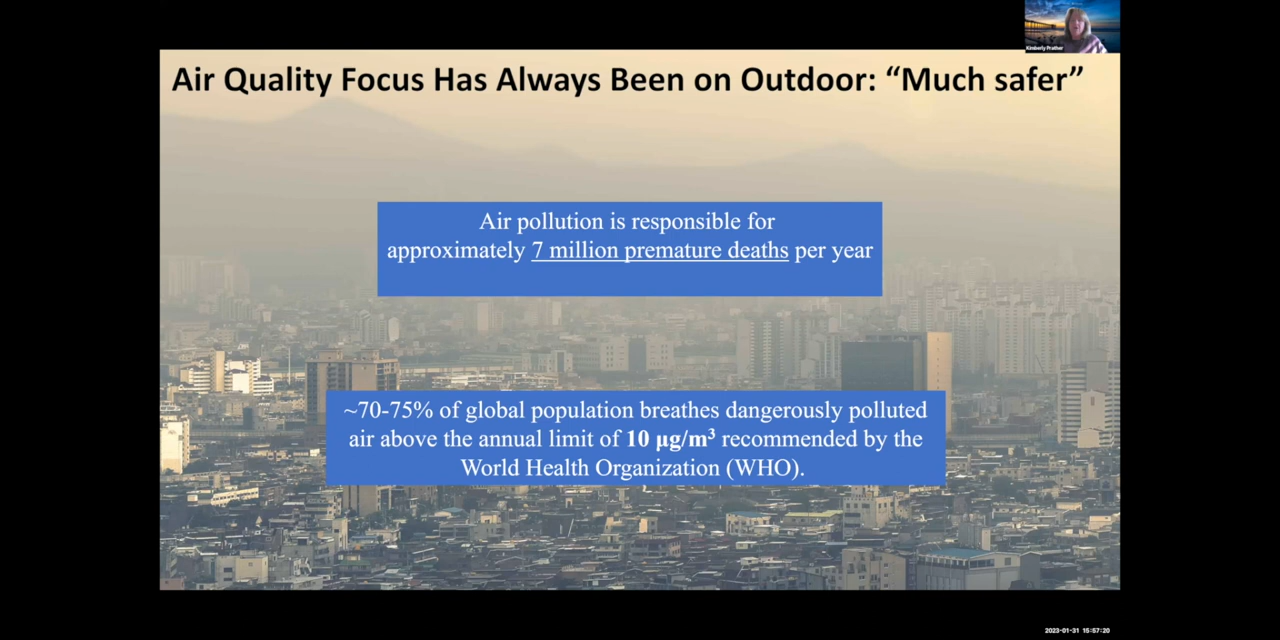 Kimberly Prather
Air Quality Focus Has Always Been on Outdoor: “Much safer”
Air pollution is responsible for
approximately 7 million premature deaths per year
~70-75% of global population breathes dangerously polluted
air above the annual limit of 10 µg/m³ recommended by the
World Health Organization (WHO).
2023-01-31 15:57:20